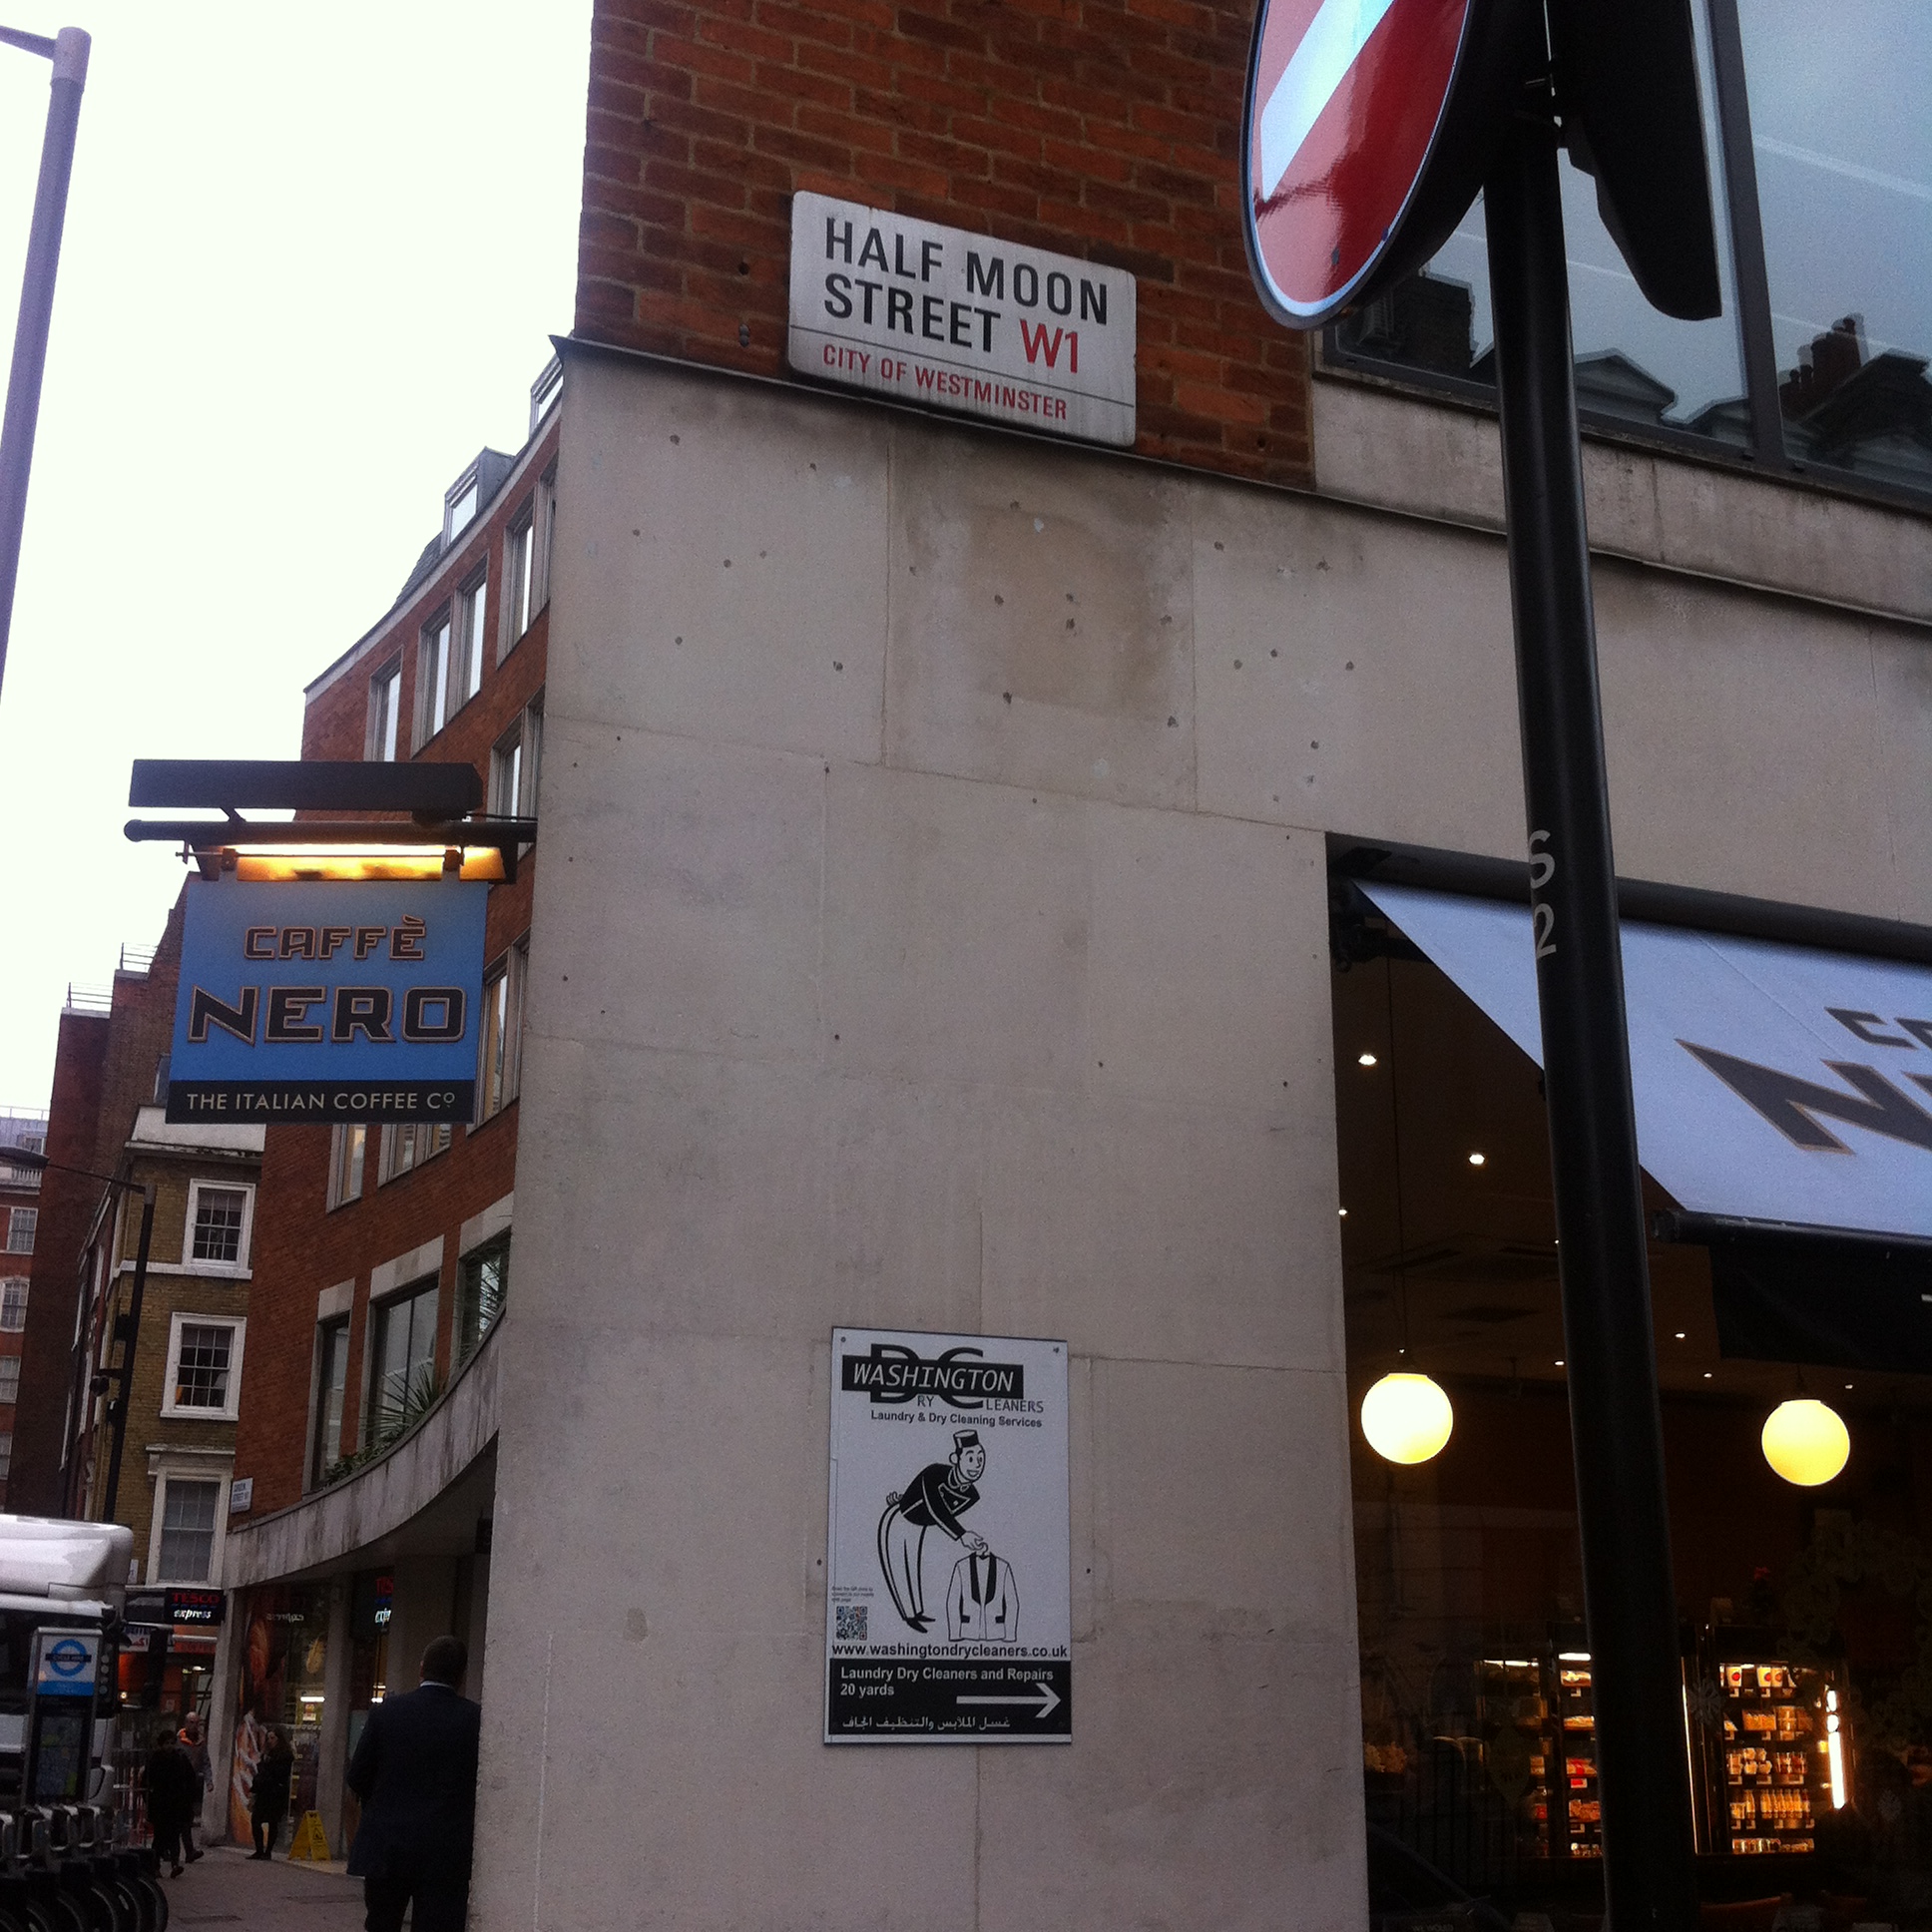 HALF MOON
STREET W1
CITY OF WESTMINSTER
CAFFÈ
NERO
THE ITALIAN COFFEE Cº
S
2
WASHINGTON
DRY CLEANERS
Laundry & Dry Cleaning Services
www.washingtondrycleaners.co.uk
Laundry Dry Cleaners and Repairs
20 yards
غسل الملابس والتنظيف الجاف
TESCO
express